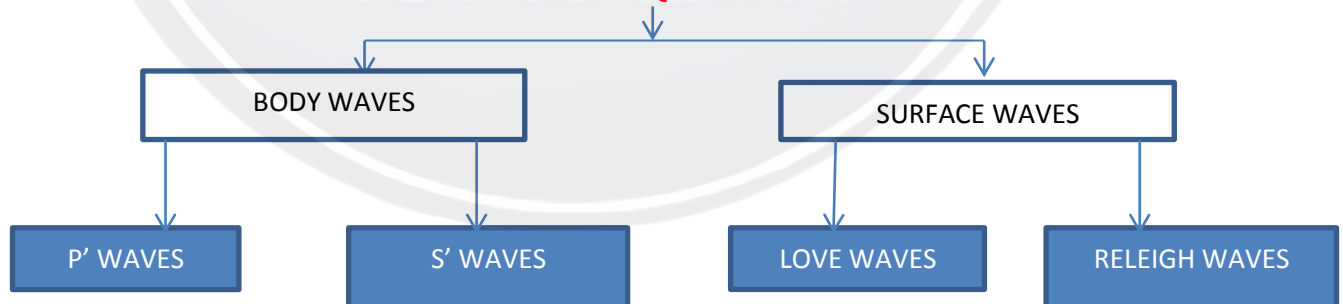 BODY WAVES
SURFACE WAVES
P’ WAVES
S’ WAVES
LOVE WAVES
RELEIGH WAVES